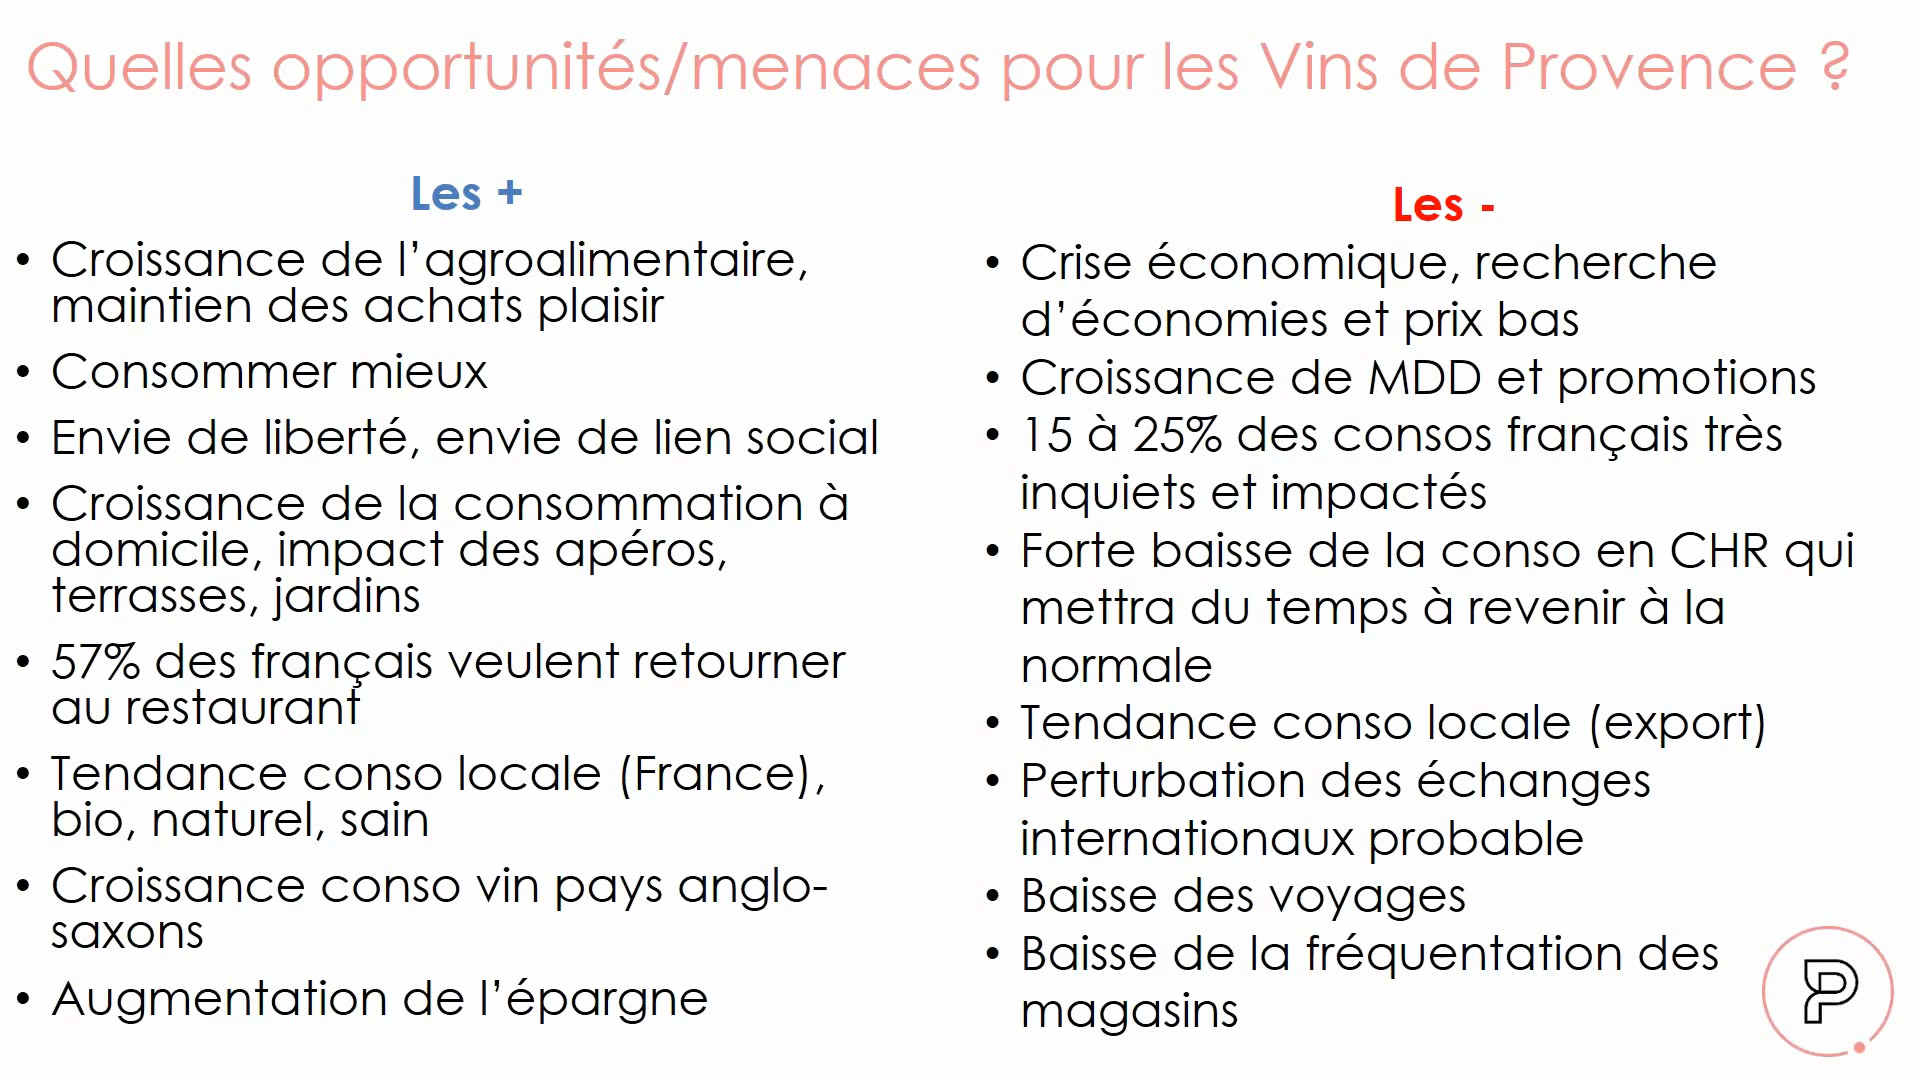 Quelles opportunités/menaces pour les Vins de Provence ?
Les +
• Croissance de l’agroalimentaire,
maintien des achats plaisir
• Consommer mieux
• Envie de liberté, envie de lien social
• Croissance de la consommation à
domicile, impact des apéros,
terrasses, jardins
• 57% des français veulent retourner
au restaurant
• Tendance conso locale (France),
bio, naturel, sain
• Croissance conso vin pays anglo-
saxons
• Augmentation de l’épargne
Les -
• Crise économique, recherche
d’économies et prix bas
• Croissance de MDD et promotions
• 15 à 25% des consos français très
inquiets et impactés
• Forte baisse de la conso en CHR qui
mettra du temps à revenir à la
normale
• Tendance conso locale (export)
• Perturbation des échanges
internationaux probable
• Baisse des voyages
• Baisse de la fréquentation des
magasins
P